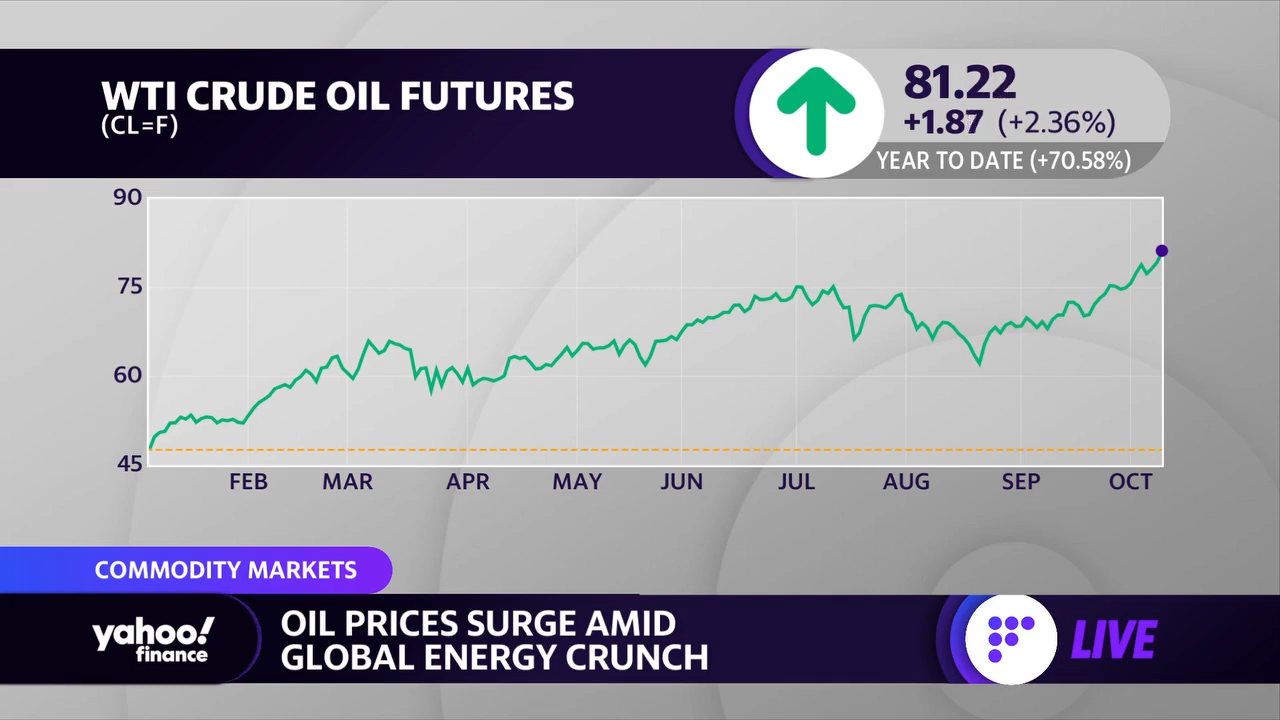 WTI CRUDE OIL FUTURES
(CL=F)
81.22
+1.87 (+2.36%)
YEAR TO DATE (+70.58%)
90
75
60
45
FEB MAR APR MAY JUN JUL AUG SEP OCT
COMMODITY MARKETS
yahoo!
finance
OIL PRICES SURGE AMID
GLOBAL ENERGY CRUNCH
LIVE